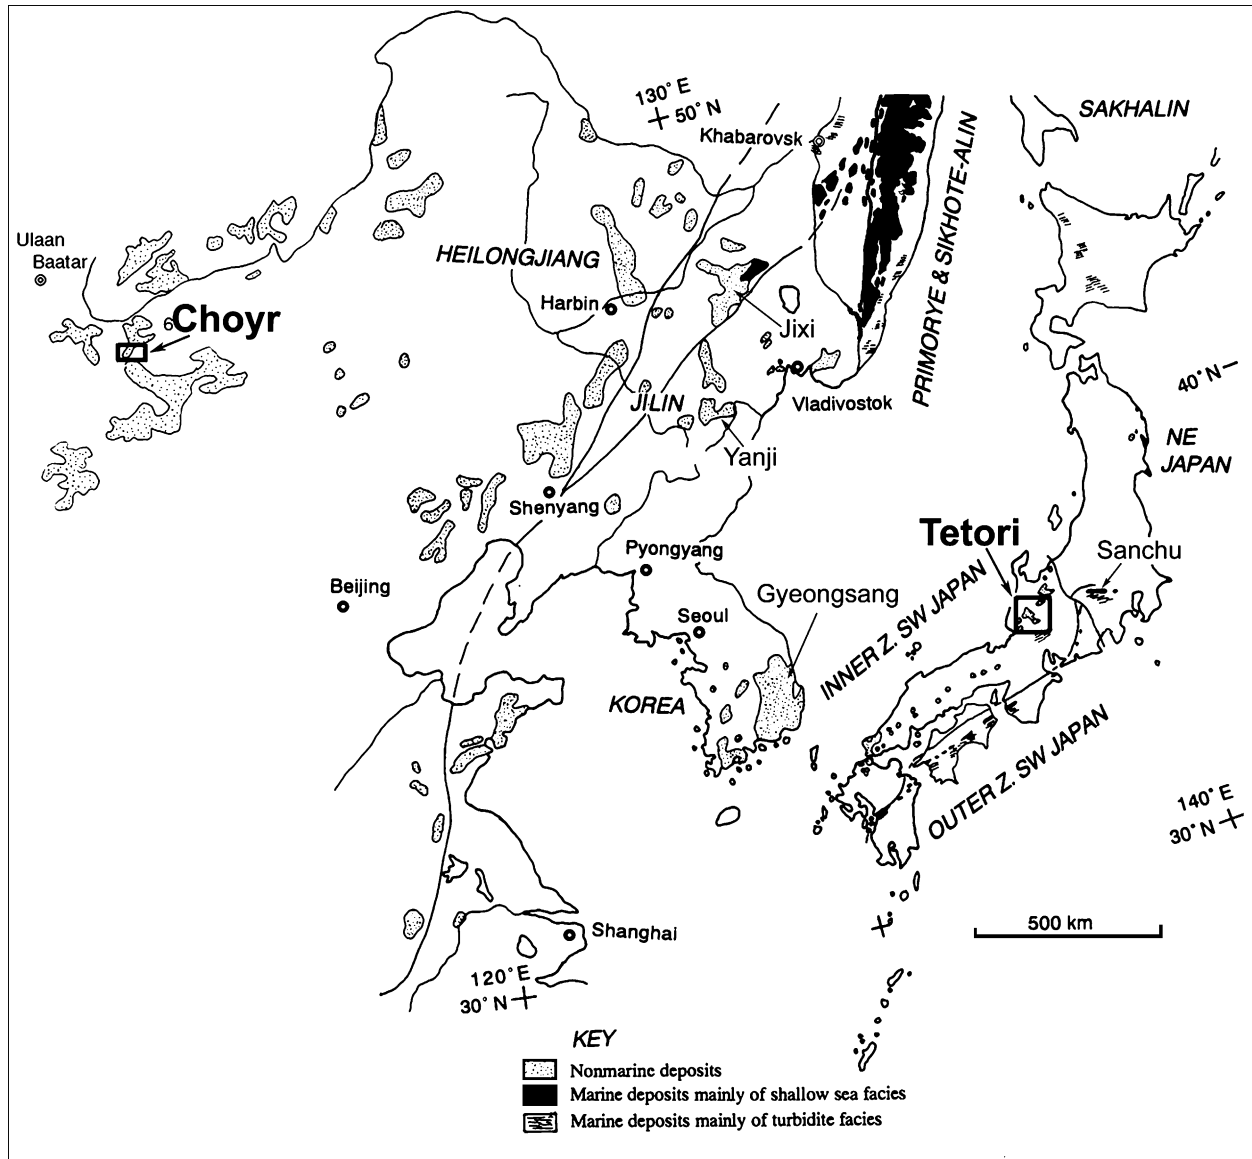 130° E
50° N
SAKHALIN
Khabarovsk
PRIMORYE & SIKHOTE-ALIN
Ulaan
Baatar
HEILONGJIANG
Harbin
6
Choyr
Jixi
40° N
JILIN
Vladivostok
NE
JAPAN
Yanji
Shenyang
Tetori
Sanchu
Pyongyang
Beijing
Gyeongsang
Seoul
INNER Z. SW JAPAN
KOREA
OUTER Z. SW JAPAN
140° E
30° N
500 km
Shanghai
120° E
30° N
KEY
Nonmarine deposits
Marine deposits mainly of shallow sea facies
Marine deposits mainly of turbidite facies